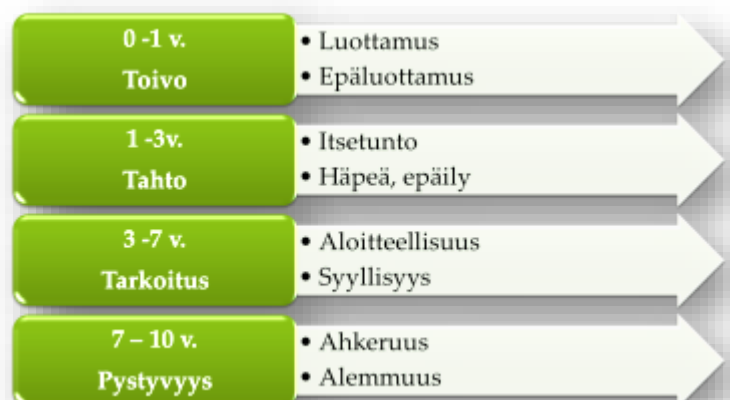 0 -1 v.
Toivo
• Luottamus
• Epäluottamus
1 -3v.
Tahto
• Itsetunto
• Häpeä, epäily
3 -7 v.
Tarkoitus
• Aloitteellisuus
• Syyllisyys
7 – 10 v.
Pystyvyys
• Ahkeruus
• Alemmuus